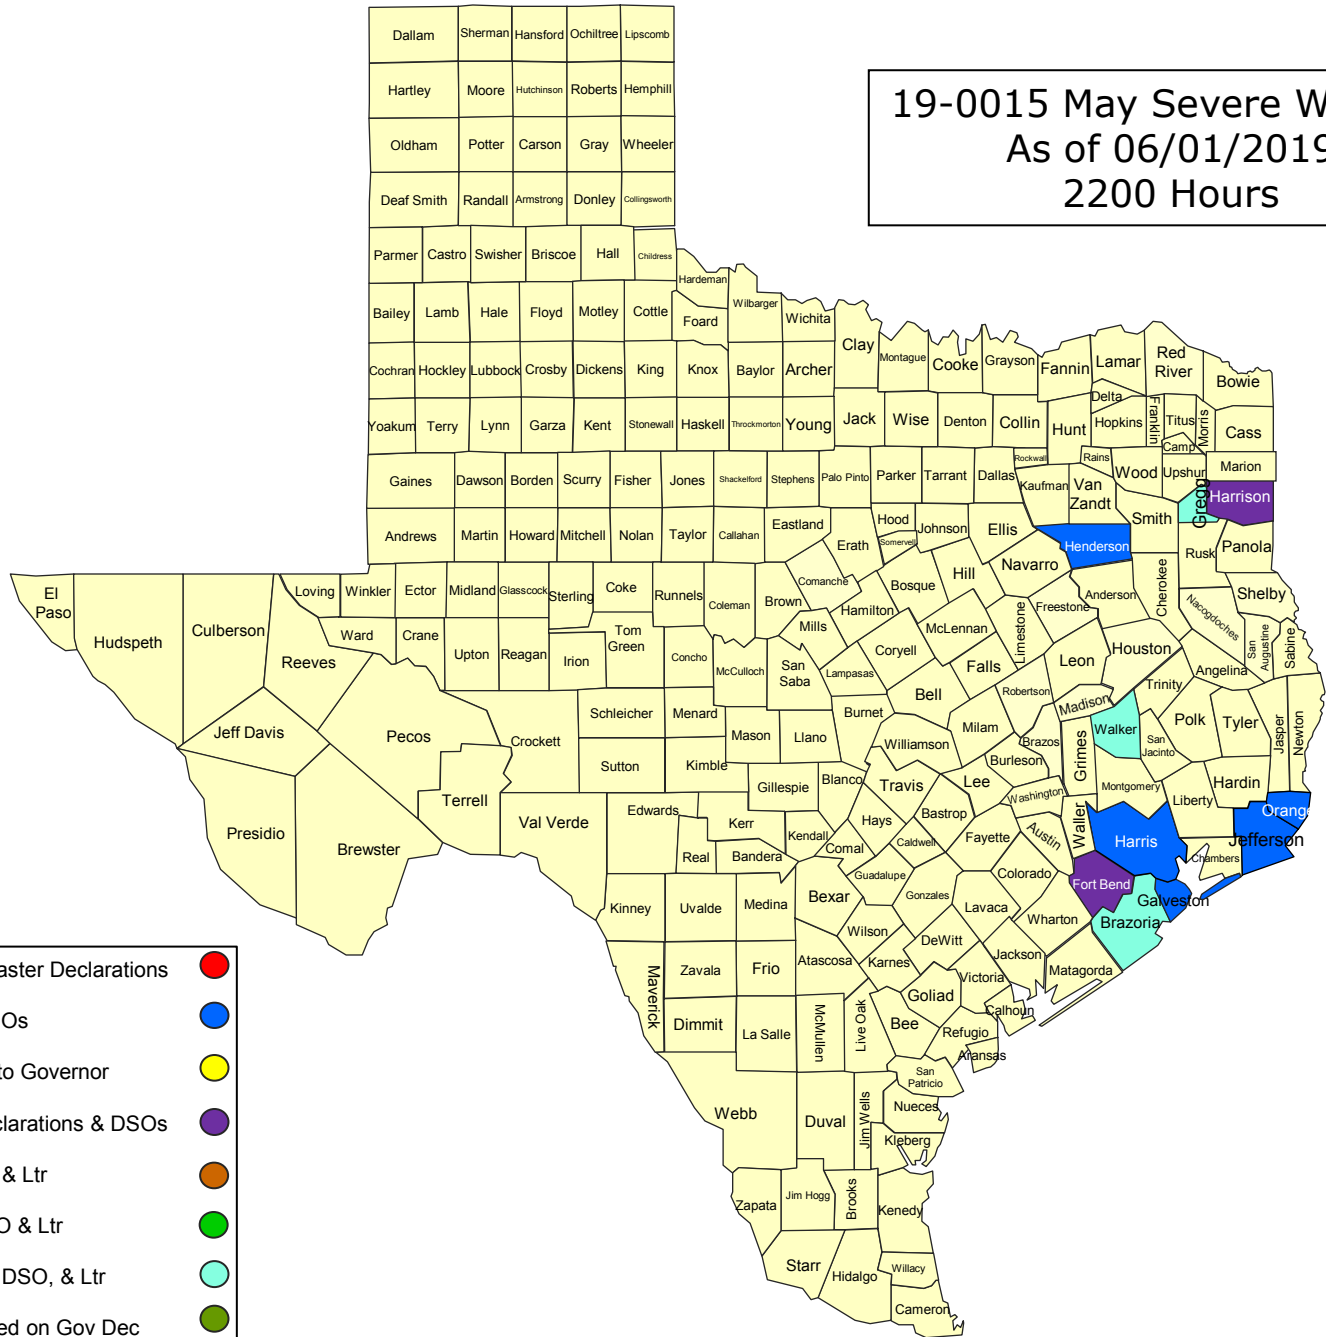 Dallam Sherman Hansford Ochiltree Lipscomb
Hartley Moore Hutchinson Roberts Hemphill
19-0015 May Severe W
As of 06/01/2019
2200 Hours
Oldham Potter Carson Gray Wheeler
Deaf Smith Randall Armstrong Donley Collingsworth
Parmer Castro Swisher Briscoe Hall Childress
Hardeman
Bailey Lamb Hale Floyd Motley Cottle Foard Wilbarger Wichita
Clay Montague Cooke Grayson Fannin Lamar Red River Bowie
Cochran Hockley Lubbock Crosby Dickens King Knox Baylor Archer
Delta
Yoakum Terry Lynn Garza Kent Stonewall Haskell Throckmorton Young Jack Wise Denton Collin Hunt Hopkins Franklin Titus Morris Cass
Camp
Rockwall Rains Wood Upshur Marion
Gaines Dawson Borden Scurry Fisher Jones Shackelford Stephens Palo Pinto Parker Tarrant Dallas Kaufman Van Zandt Gregg Harrison
Andrews Martin Howard Mitchell Nolan Taylor Callahan Eastland Erath Hood Somervell Johnson Ellis Henderson Smith Rusk Panola
El Paso Hudspeth Culberson Loving Winkler Ector Midland Glasscock Sterling Coke Runnels Coleman Brown Comanche Hamilton Bosque Hill Navarro Freestone Anderson Cherokee Nacogdoches Shelby
Reeves Ward Crane Upton Reagan Irion Tom Green Concho McCulloch San Saba Mills Lampasas Coryell McLennan Limestone Falls Leon Houston Angelina San Augustine Sabine
Jeff Davis Pecos Crockett Schleicher Menard Mason Llano Burnet Bell Milam Robertson Madison Trinity Walker San Jacinto Polk Tyler Jasper Newton
Terrell Sutton Kimble Gillespie Blanco Williamson Travis Lee Burleson Brazos Grimes Washington Montgomery Liberty Hardin Orange
Presidio Brewster Val Verde Edwards Real Kerr Bandera Kendall Comal Hays Caldwell Bastrop Fayette Austin Waller Harris Chambers Jefferson
Kinney Uvalde Medina Bexar Guadalupe Gonzales Lavaca Colorado Wharton Fort Bend Brazoria Galveston
Maverick Zavala Frio Atascosa Wilson Karnes DeWitt Jackson Matagorda
Dimmit La Salle McMullen Live Oak Bee Goliad Victoria Calhoun Refugio Aransas
Webb Duval Jim Wells San Patricio Nueces Kleberg
Zapata Jim Hogg Brooks Kenedy
Starr Hidalgo Willacy
Cameron
aster Declarations
Os
to Governor
clarations & DSOs
& Ltr
O & Ltr
DSO, & Ltr
ed on Gov Dec